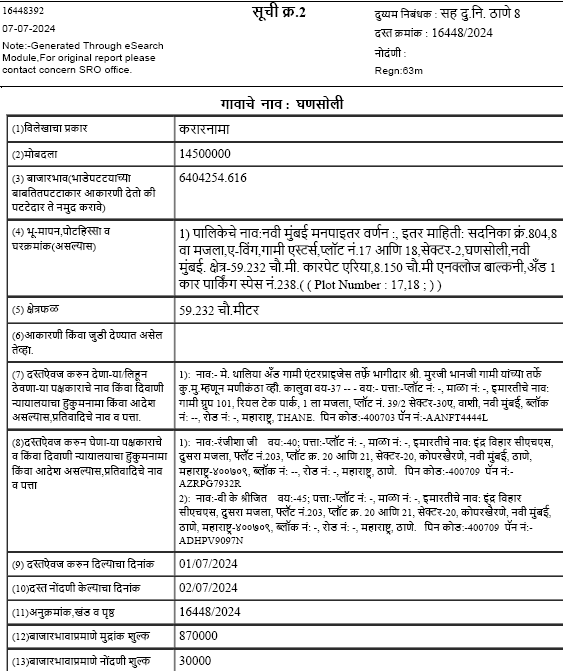 16448392
07-07-2024
Note:-Generated Through eSearch
Module,For original report please
contact concern SRO office.
सूची क्र.2
दुय्यम निबंधक : सह दु.नि. ठाणे 8
दस्त क्रमांक : 16448/2024
नोदंणी :
Regn:63m
गावाचे नाव : घणसोली
(1)विलेखाचा प्रकार
करारनामा
(2)मोबदला
14500000
(3) बाजारभाव(भाडेपटटयाच्या
बाबतितपटटाकार आकारणी देतो की
पटटेदार ते नमुद करावे)
6404254.616
(4) भू-मापन,पोटहिस्सा व
घरक्रमांक(असल्यास)
1) पालिकेचे नाव:नवी मुंबई मनपाइतर वर्णन :, इतर माहिती: सदनिका क्रं.804,8
वा मजला,ए-विंग,गामी एस्टर्स,प्लॉट नं.17 आणि 18,सेक्टर-2,घणसोली,नवी
मुंबई. क्षेत्र-59.232 चौ.मी. कारपेट एरिया,8.150 चौ.मी एनक्लोज बाल्कनी,अँड 1
कार पार्किंग स्पेस नं.238.( ( Plot Number : 17,18 ; ) )
(5) क्षेत्रफळ
59.232 चौ.मीटर
(6)आकारणी किंवा जुडी देण्यात असेल
तेव्हा.
(7) दस्तऐवज करुन देणा-या/लिहून
ठेवणा-या पक्षकाराचे नाव किंवा दिवाणी
न्यायालयाचा हुकुमनामा किंवा आदेश
असल्यास,प्रतिवादिचे नाव व पत्ता.
1): नाव:- मे. थालिया अँड गामी एंटरप्राइजेस तर्फे भागीदार श्री. मुरजी भानजी गामी यांच्या तर्फे
कु.मु.म्हणून मणीकंठा व्ही. कालुवा वय-37 -- - वय:- पत्ता:-प्लॉट नं: -, माळा नं: -, इमारतीचे नाव:
गामी ग्रुप 101, रियल टेक पार्क, 1 ला मजला, प्लॉट नं. 39/2 सेक्टर-30ए, वाशी, नवी मुंबई, ब्लॉक
नं: --, रोड नं: -, महाराष्ट्र, THANE. पिन कोड:-400703 पॅन नं:-AANFT4444L
(8)दस्तऐवज करुन घेणा-या पक्षकाराचे
व किंवा दिवाणी न्यायालयाचा हुकुमनामा
किंवा आदेश असल्यास,प्रतिवादिचे नाव
व पत्ता
1): नाव:-रंजीशा जी वय:-40; पत्ता:-प्लॉट नं: -, माळा नं: -, इमारतीचे नाव: इंद्र विहार सीएचएस,
दुसरा मजला, फ्लॅट नं.203, प्लॉट क्र. 20 आणि 21, सेक्टर-20, कोपरखैरणे, नवी मुंबई, ठाणे,
महाराष्ट्र-४००७०९, ब्लॉक नं: --, रोड नं: -, महाराष्ट्र, ठाणे. पिन कोड:-400709 पॅन नं:-
AZRPG7932R
2): नाव:-वी के श्रीजित वय:-45; पत्ता:-प्लॉट नं: -, माळा नं: -, इमारतीचे नाव: इंद्र विहार
सीएचएस, दुसरा मजला, फ्लॅट नं.203, प्लॉट क्र. 20 आणि 21, सेक्टर-20, कोपरखैरणे, नवी मुंबई,
ठाणे, महाराष्ट्र-४००७०९, ब्लॉक नं: -, रोड नं: -, महाराष्ट्र, ठाणे. पिन कोड:-400709 पॅन नं:-
ADHPV9097N
(9) दस्तऐवज करुन दिल्याचा दिनांक
01/07/2024
(10)दस्त नोंदणी केल्याचा दिनांक
02/07/2024
(11)अनुक्रमांक,खंड व पृष्ठ
16448/2024
(12)बाजारभावाप्रमाणे मुद्रांक शुल्क
870000
(13)बाजारभावाप्रमाणे नोंदणी शुल्क
30000